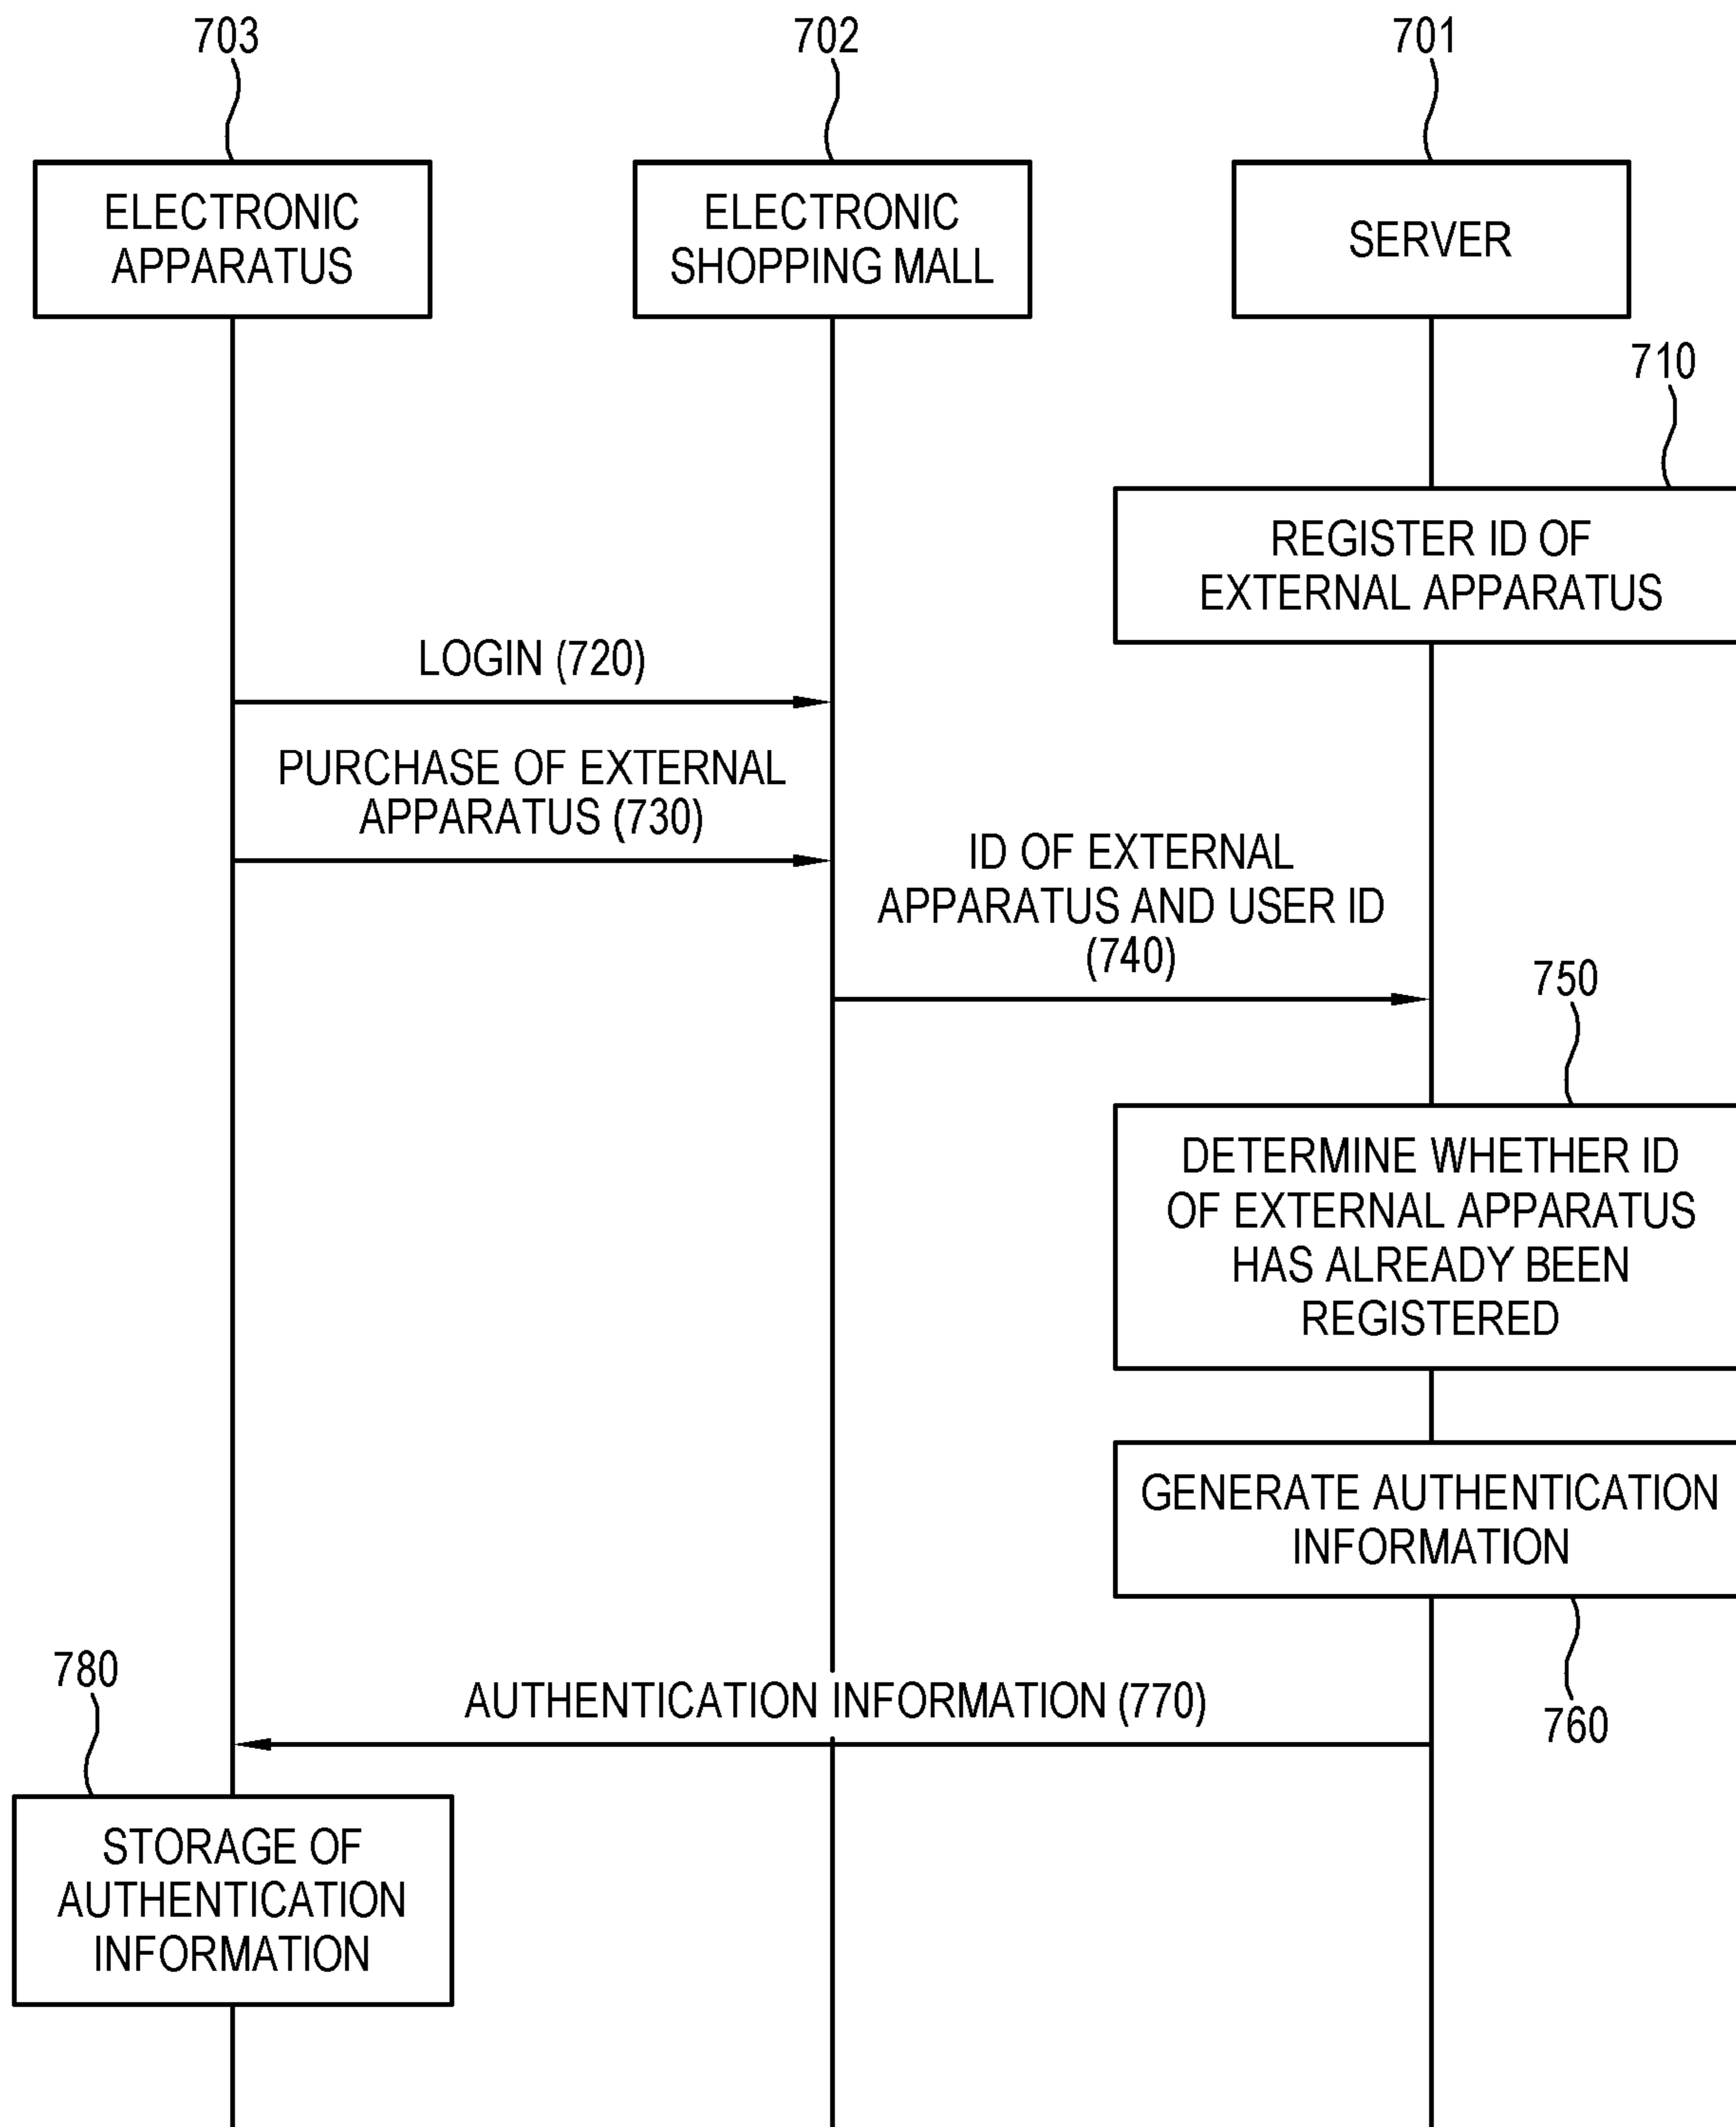 703
702
701
ELECTRONIC
APPARATUS
ELECTRONIC
SHOPPING MALL
SERVER
710
REGISTER ID OF
EXTERNAL APPARATUS
LOGIN (720)
PURCHASE OF EXTERNAL
APPARATUS (730)
ID OF EXTERNAL
APPARATUS AND USER ID
(740)
750
DETERMINE WHETHER ID
OF EXTERNAL APPARATUS
HAS ALREADY BEEN
REGISTERED
GENERATE AUTHENTICATION
INFORMATION
760
AUTHENTICATION INFORMATION (770)
780
STORAGE OF
AUTHENTICATION
INFORMATION